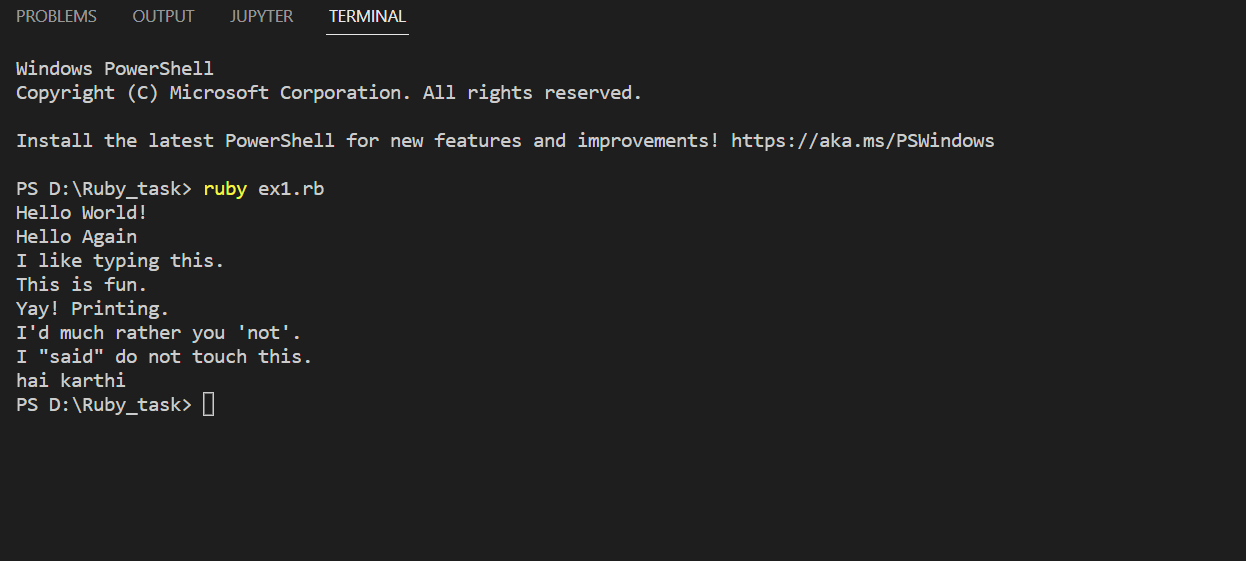 PROBLEMS OUTPUT JUPYTER TERMINAL
Windows PowerShell
Copyright (C) Microsoft Corporation. All rights reserved.
Install the latest PowerShell for new features and improvements! https://aka.ms/PSWindows
PS D:\Ruby_task> ruby ex1.rb
Hello World!
Hello Again
I like typing this.
This is fun.
Yay! Printing.
I'd much rather you 'not'.
I "said" do not touch this.
hai karthi
PS D:\Ruby_task>